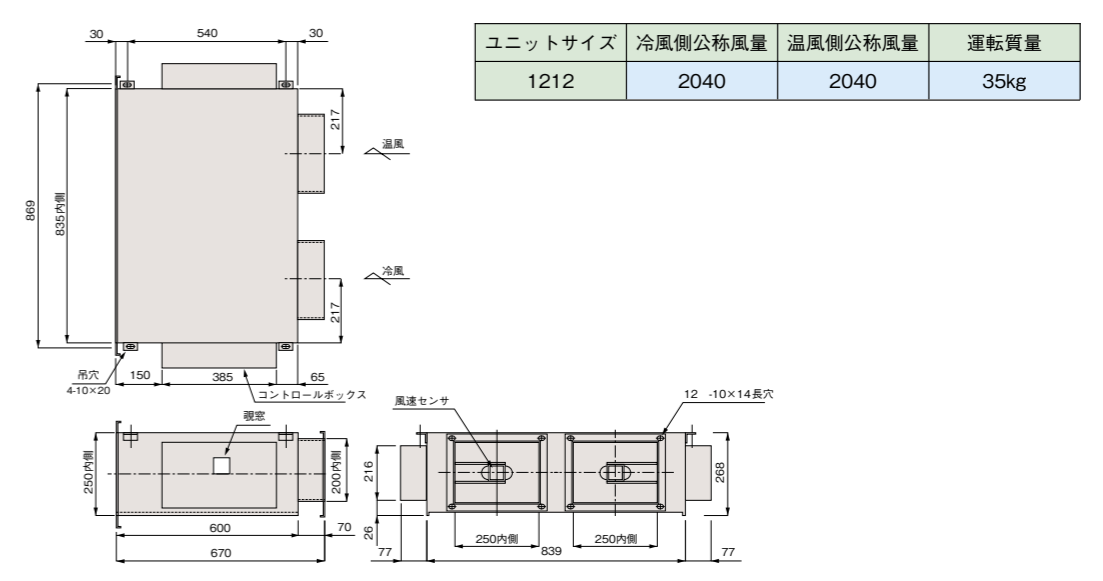 30 540 30
ユニットサイズ 冷風側公称風量 温風側公称風量 運転質量
1212 2040 2040 35kg
217
温風
869
835内側
冷風
217
吊穴
4-10×20
150 385 65
コントロールボックス
覗窓
250内側
200内側
600 70
670
風速センサ
12 -10×14長穴
216
268
26
250内側 250内側
77 839 77